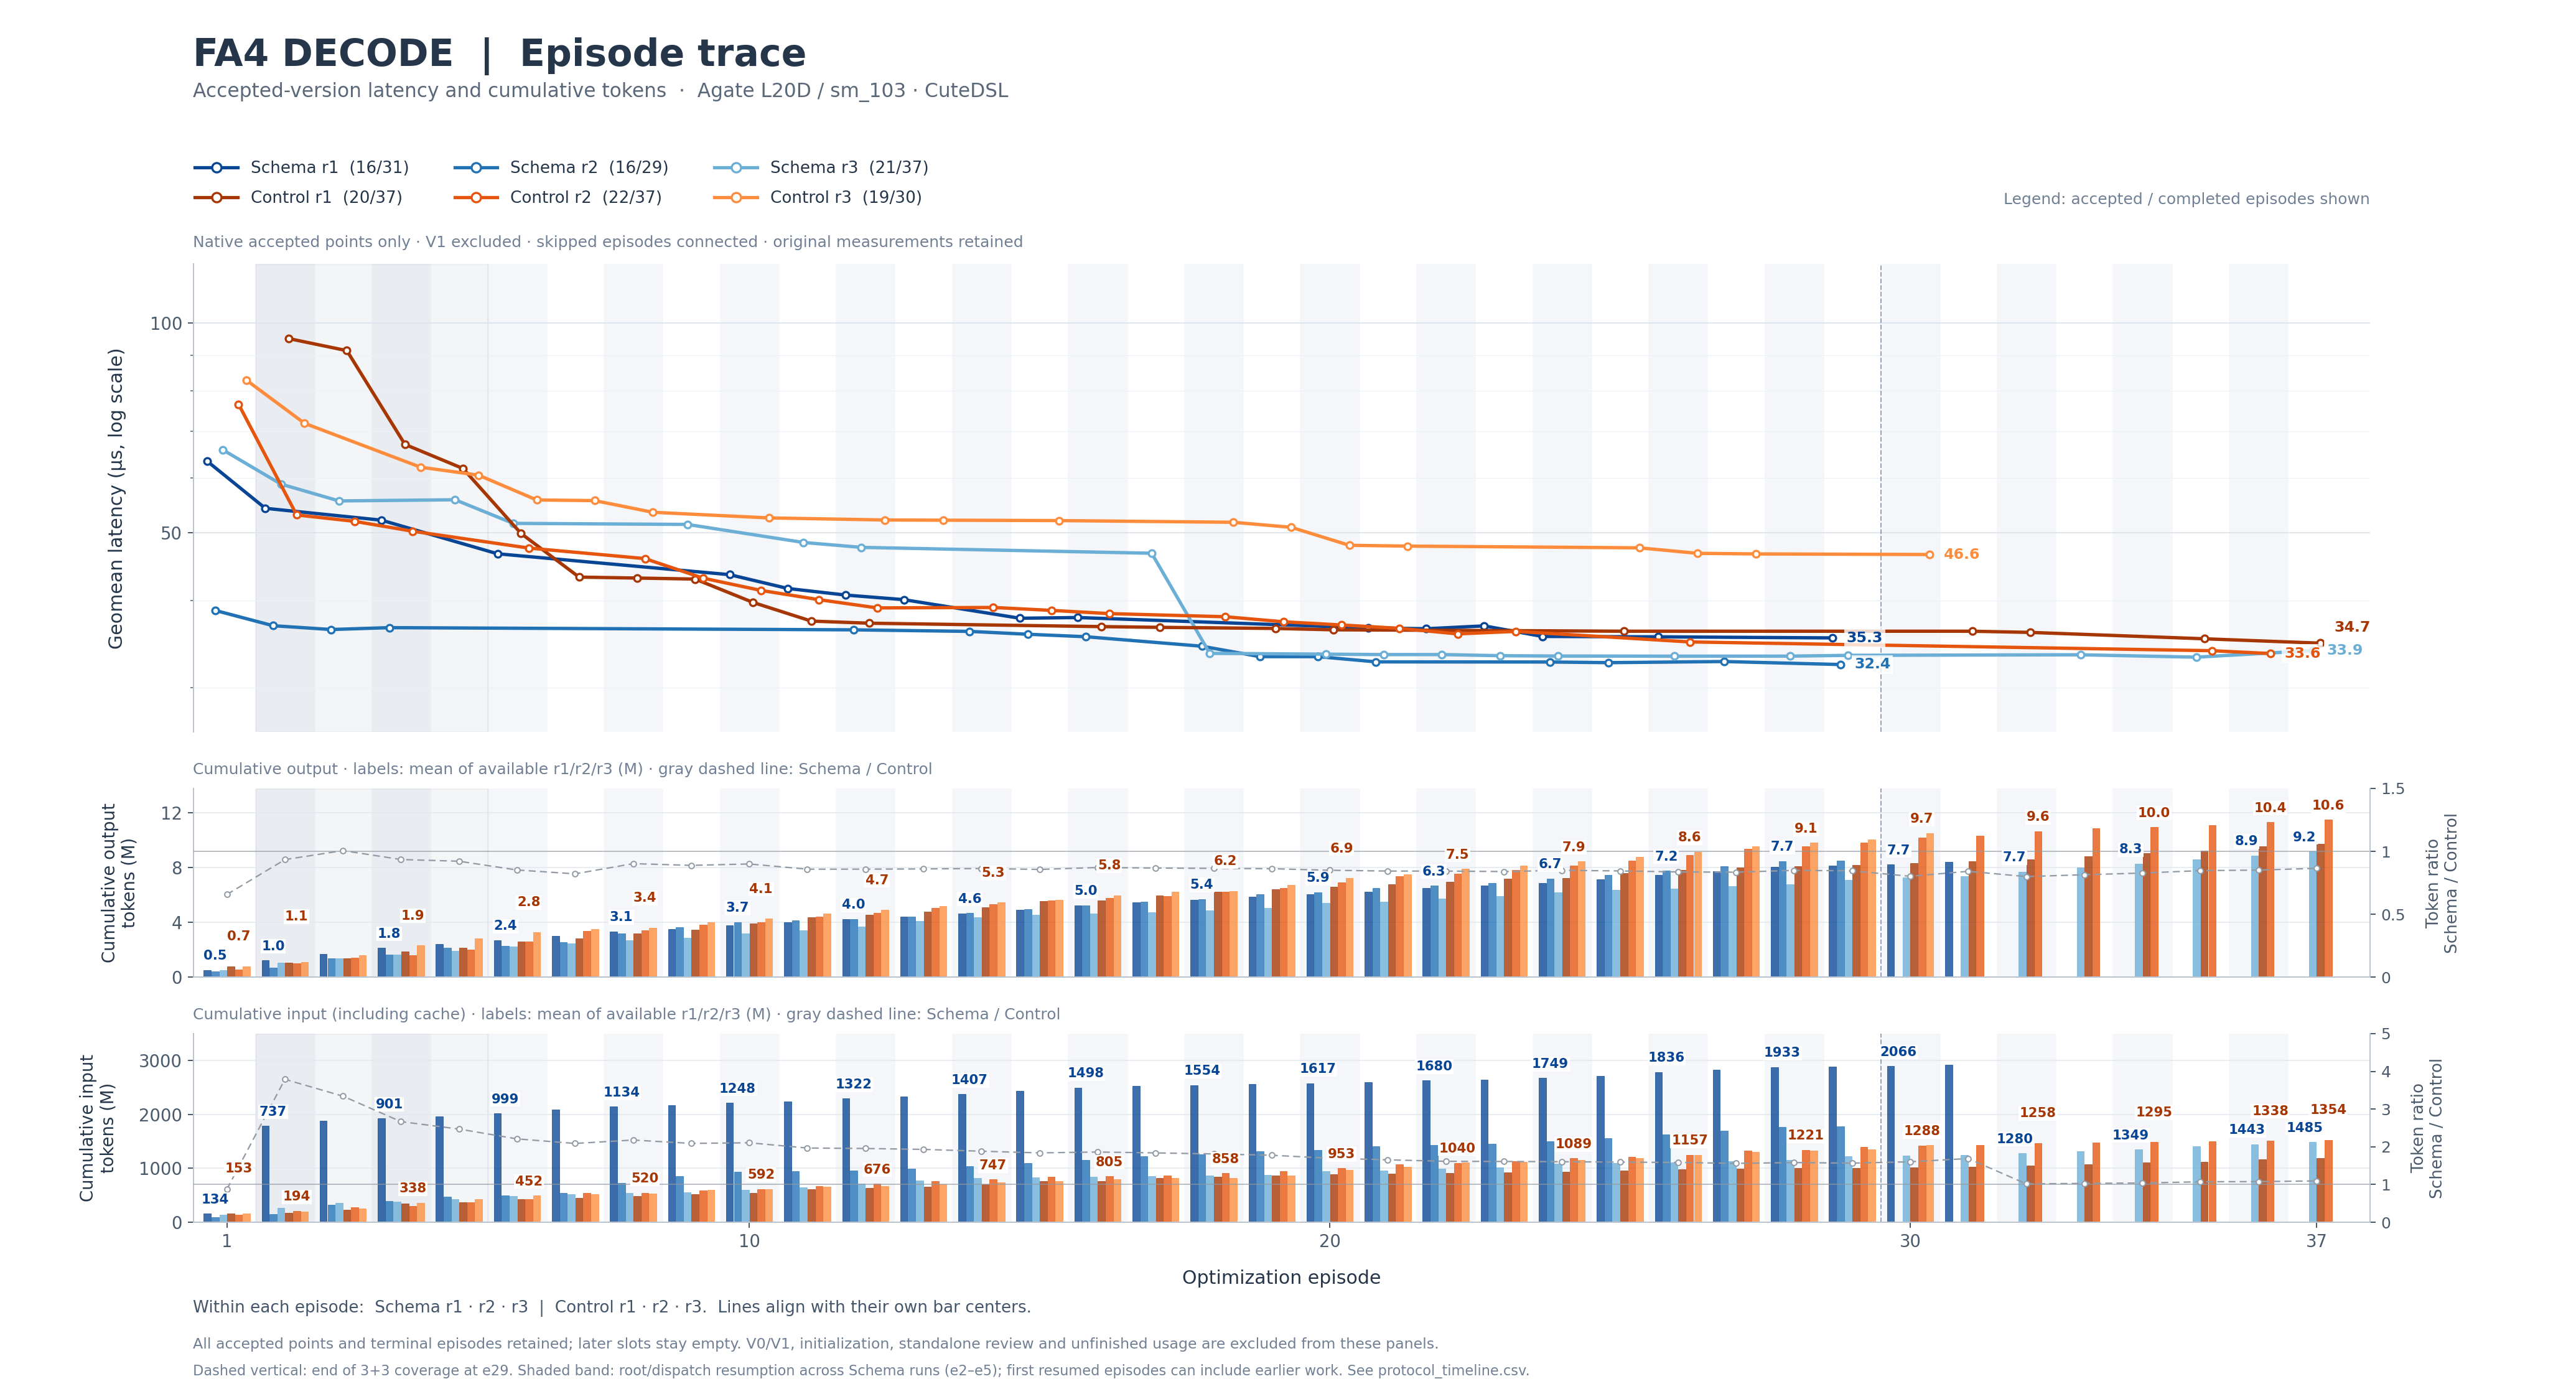 FA4 DECODE | Episode trace
Accepted-version latency and cumulative tokens · Agate L20D / sm_103 · CuteDSL
Schema r1 (16/31) Schema r2 (16/29) Schema r3 (21/37)
Control r1 (20/37) Control r2 (22/37) Control r3 (19/30)
Legend: accepted / completed episodes shown
Native accepted points only · V1 excluded · skipped episodes connected · original measurements retained
Geomean latency (µs, log scale)
100
50
46.6
35.3
32.4
34.7
33.6
33.9
Cumulative output · labels: mean of available r1/r2/r3 (M) · gray dashed line: Schema / Control
Cumulative output
tokens (M)
12
8
4
0
0.5 1.0 1.8 2.4 3.1 3.7 4.0 4.6 5.0 5.4 5.9 6.3 6.7 7.2 7.7 7.7 7.7 8.3 8.9 9.2
0.7 1.1 1.9 2.8 3.4 4.1 4.7 5.3 5.8 6.2 6.9 7.5 7.9 8.6 9.1 9.7 9.6 10.0 10.4 10.6
1.5
1
0.5
0
Token ratio
Schema / Control
Cumulative input (including cache) · labels: mean of available r1/r2/r3 (M) · gray dashed line: Schema / Control
Cumulative input
tokens (M)
3000
2000
1000
0
134 737 901 999 1134 1248 1322 1407 1498 1554 1617 1680 1749 1836 1933 2066 1280 1349 1443 1485
153 194 338 452 520 592 676 747 805 858 953 1040 1089 1157 1221 1288 1258 1295 1338 1354
5
4
3
2
1
0
Token ratio
Schema / Control
1 10 20 30 37
Optimization episode
Within each episode: Schema r1 · r2 · r3 | Control r1 · r2 · r3. Lines align with their own bar centers.
All accepted points and terminal episodes retained; later slots stay empty. V0/V1, initialization, standalone review and unfinished usage are excluded from these panels.
Dashed vertical: end of 3+3 coverage at e29. Shaded band: root/dispatch resumption across Schema runs (e2–e5); first resumed episodes can include earlier work. See protocol_timeline.csv.